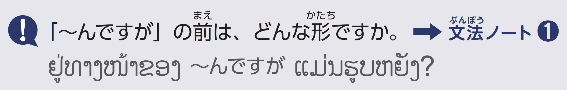 「～んですが」の前は、どんな形ですか。 ➡ 文法ノート❶
ຢູ່ທາງໜ້າຂອງ ～んですが ແມ່ນຮູບຫຍັງ?